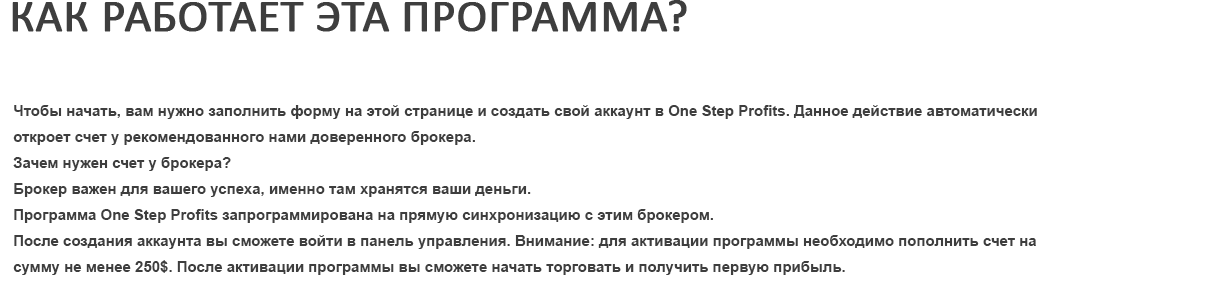 КАК РАБОТАЕТ ЭТА ПРОГРАММА?
Чтобы начать, вам нужно заполнить форму на этой странице и создать свой аккаунт в One Step Profits. Данное действие автоматически
откроет счет у рекомендованного нами доверенного брокера.
Зачем нужен счет у брокера?
Брокер важен для вашего успеха, именно там хранятся ваши деньги.
Программа One Step Profits запрограммирована на прямую синхронизацию с этим брокером.
После создания аккаунта вы сможете войти в панель управления. Внимание: для активации программы необходимо пополнить счет на
сумму не менее 250$. После активации программы вы сможете начать торговать и получить первую прибыль.